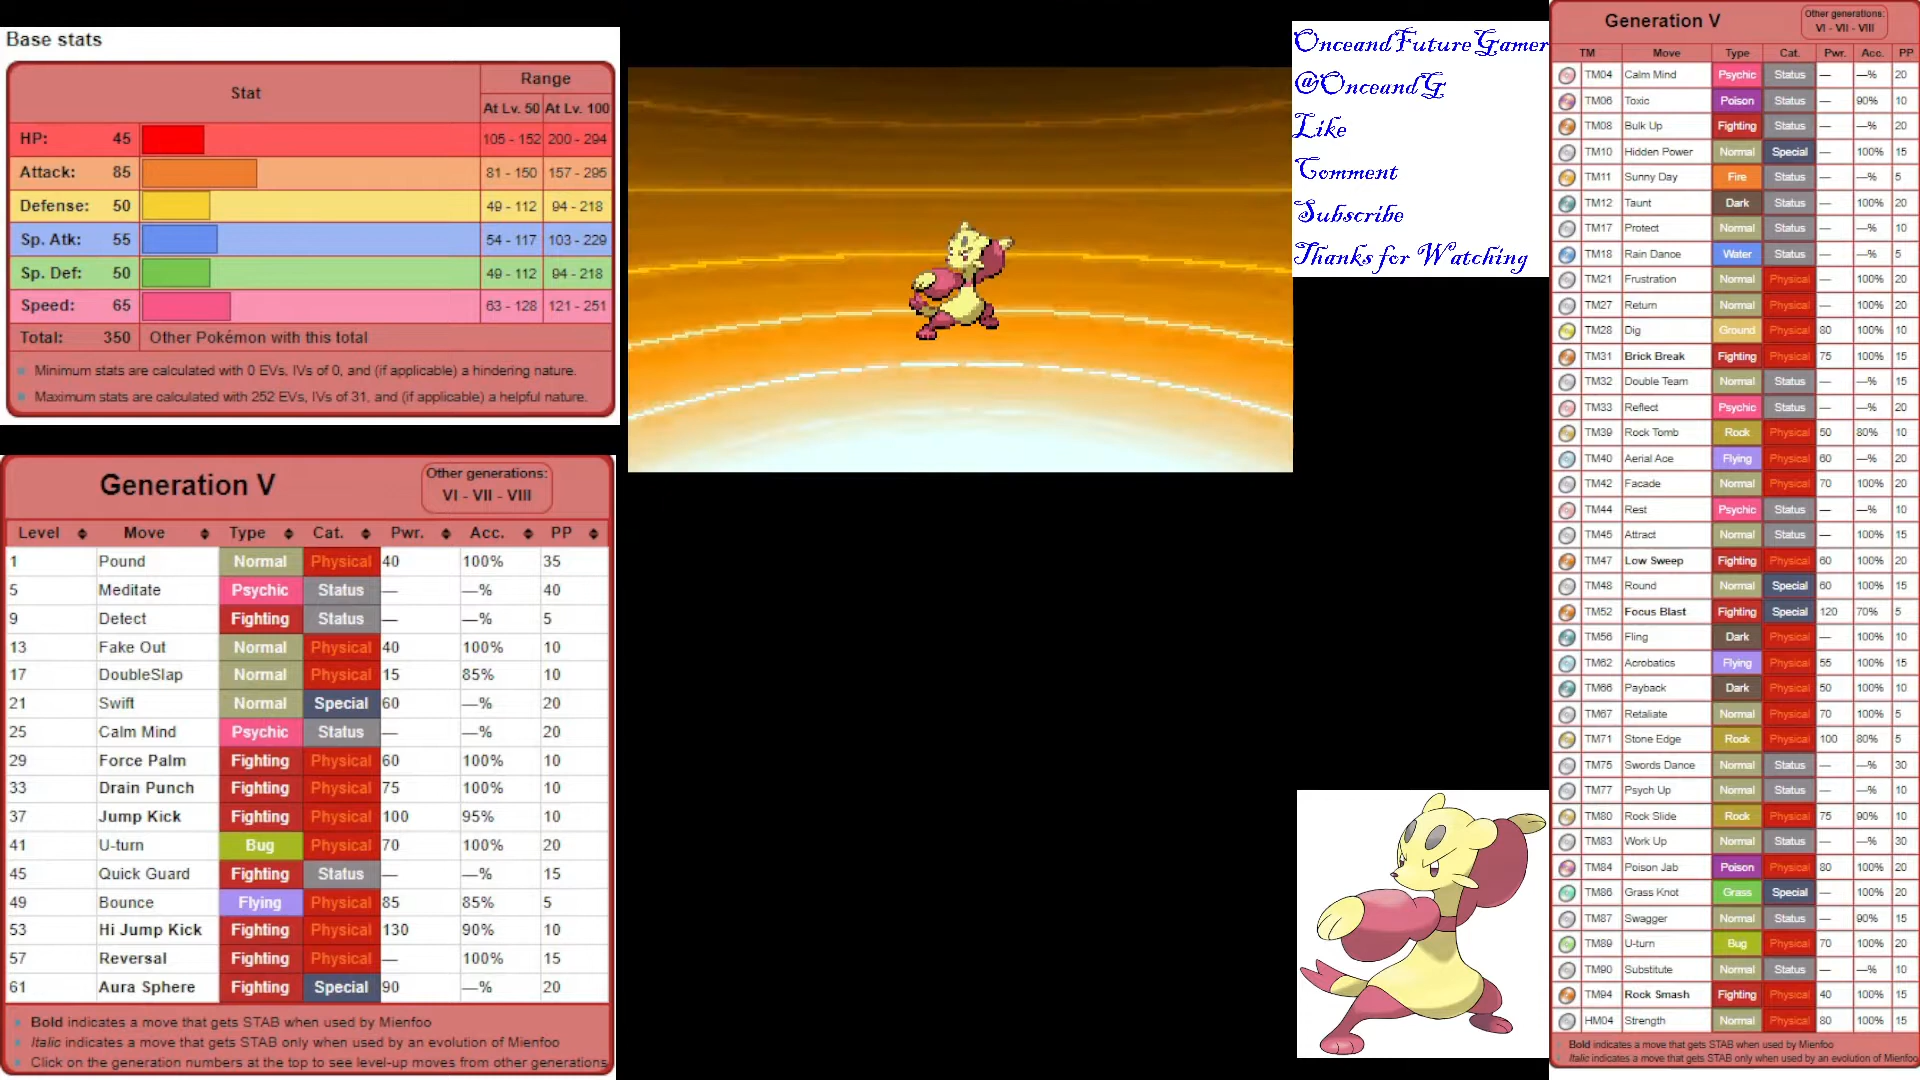 Base stats
Stat Range
At Lv. 50 At Lv. 100
HP: 45 105 - 152 200 - 294
Attack: 85 81 - 150 157 - 295
Defense: 50 49 - 112 94 - 218
Sp. Atk: 55 54 - 117 103 - 229
Sp. Def: 50 49 - 112 94 - 218
Speed: 65 63 - 128 121 - 251
Total: 350 Other Pokémon with this total
Minimum stats are calculated with 0 EVs, IVs of 0, and (if applicable) a hindering nature.
Maximum stats are calculated with 252 EVs, IVs of 31, and (if applicable) a helpful nature.
Generation V
Other generations:
VI - VII - VIII
Level Move Type Cat. Pwr. Acc. PP
1 Pound Normal Physical 40 100% 35
5 Meditate Psychic Status — —% 40
9 Detect Fighting Status — —% 5
13 Fake Out Normal Physical 40 100% 10
17 DoubleSlap Normal Physical 15 85% 10
21 Swift Normal Special 60 —% 20
25 Calm Mind Psychic Status — —% 20
29 Force Palm Fighting Physical 60 100% 10
33 Drain Punch Fighting Physical 75 100% 10
37 Jump Kick Fighting Physical 100 95% 10
41 U-turn Bug Physical 70 100% 20
45 Quick Guard Fighting Status — —% 15
49 Bounce Flying Physical 85 85% 5
53 Hi Jump Kick Fighting Physical 130 90% 10
57 Reversal Fighting Physical — 100% 15
61 Aura Sphere Fighting Special 90 —% 20
Bold indicates a move that gets STAB when used by Mienfoo
Italic indicates a move that gets STAB only when used by an evolution of Mienfoo
Click on the generation numbers at the top to see level-up moves from other generations
OnceandFutureGamer
@OnceandG
Like
Comment
Subscribe
Thanks for Watching
Generation V
Other generations:
VI - VII - VIII
TM Move Type Cat. Pwr. Acc. PP
TM04 Calm Mind Psychic Status — —% 20
TM06 Toxic Poison Status — 90% 10
TM08 Bulk Up Fighting Status — —% 20
TM10 Hidden Power Normal Special — 100% 15
TM11 Sunny Day Fire Status — —% 5
TM12 Taunt Dark Status — 100% 20
TM17 Protect Normal Status — —% 10
TM18 Rain Dance Water Status — —% 5
TM21 Frustration Normal Physical — 100% 20
TM27 Return Normal Physical — 100% 20
TM28 Dig Ground Physical 80 100% 10
TM31 Brick Break Fighting Physical 75 100% 15
TM32 Double Team Normal Status — —% 15
TM33 Reflect Psychic Status — —% 20
TM39 Rock Tomb Rock Physical 50 80% 10
TM40 Aerial Ace Flying Physical 60 —% 20
TM42 Facade Normal Physical 70 100% 20
TM44 Rest Psychic Status — —% 10
TM45 Attract Normal Status — 100% 15
TM47 Low Sweep Fighting Physical 60 100% 20
TM48 Round Normal Special 60 100% 15
TM52 Focus Blast Fighting Special 120 70% 5
TM56 Fling Dark Physical — 100% 10
TM62 Acrobatics Flying Physical 55 100% 15
TM66 Payback Dark Physical 50 100% 10
TM67 Retaliate Normal Physical 70 100% 5
TM71 Stone Edge Rock Physical 100 80% 5
TM75 Swords Dance Normal Status — —% 30
TM77 Psych Up Normal Status — —% 10
TM80 Rock Slide Rock Physical 75 90% 10
TM83 Work Up Normal Status — —% 30
TM84 Poison Jab Poison Physical 80 100% 20
TM86 Grass Knot Grass Special — 100% 20
TM87 Swagger Normal Status — 90% 15
TM89 U-turn Bug Physical 70 100% 20
TM90 Substitute Normal Status — —% 10
TM94 Rock Smash Fighting Physical 40 100% 15
HM04 Strength Normal Physical 80 100% 15
Bold indicates a move that gets STAB when used by Mienfoo
Italic indicates a move that gets STAB only when used by an evolution of Mienfoo